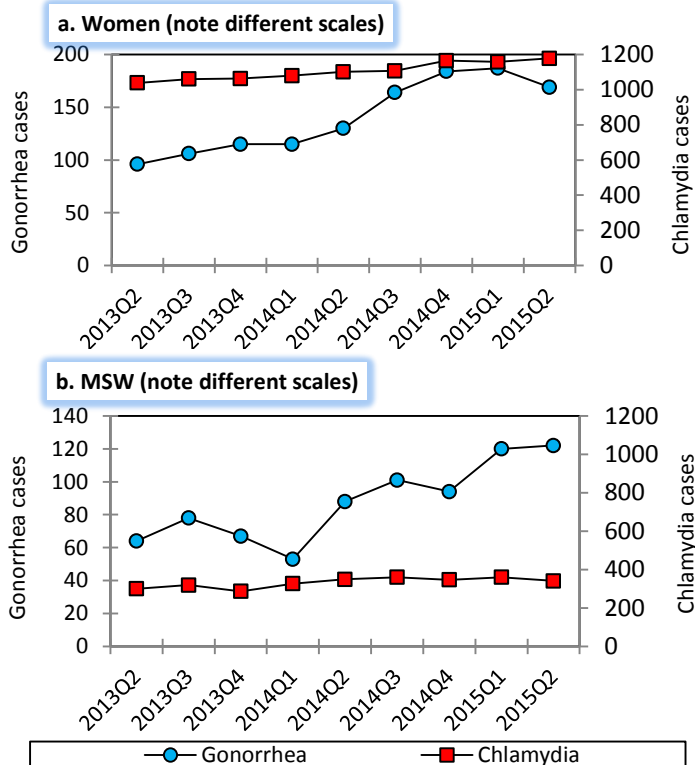 a. Women (note different scales)
Gonorrhea cases
200
150
100
50
0
1200
1000
800
600
400
200
0
Chlamydia cases
2013Q2
2013Q3
2013Q4
2014Q1
2014Q2
2014Q3
2014Q4
2015Q1
2015Q2
b. MSW (note different scales)
Gonorrhea cases
140
120
100
80
60
40
20
0
1200
1000
800
600
400
200
0
Chlamydia cases
2013Q2
2013Q3
2013Q4
2014Q1
2014Q2
2014Q3
2014Q4
2015Q1
2015Q2
Gonorrhea
Chlamydia